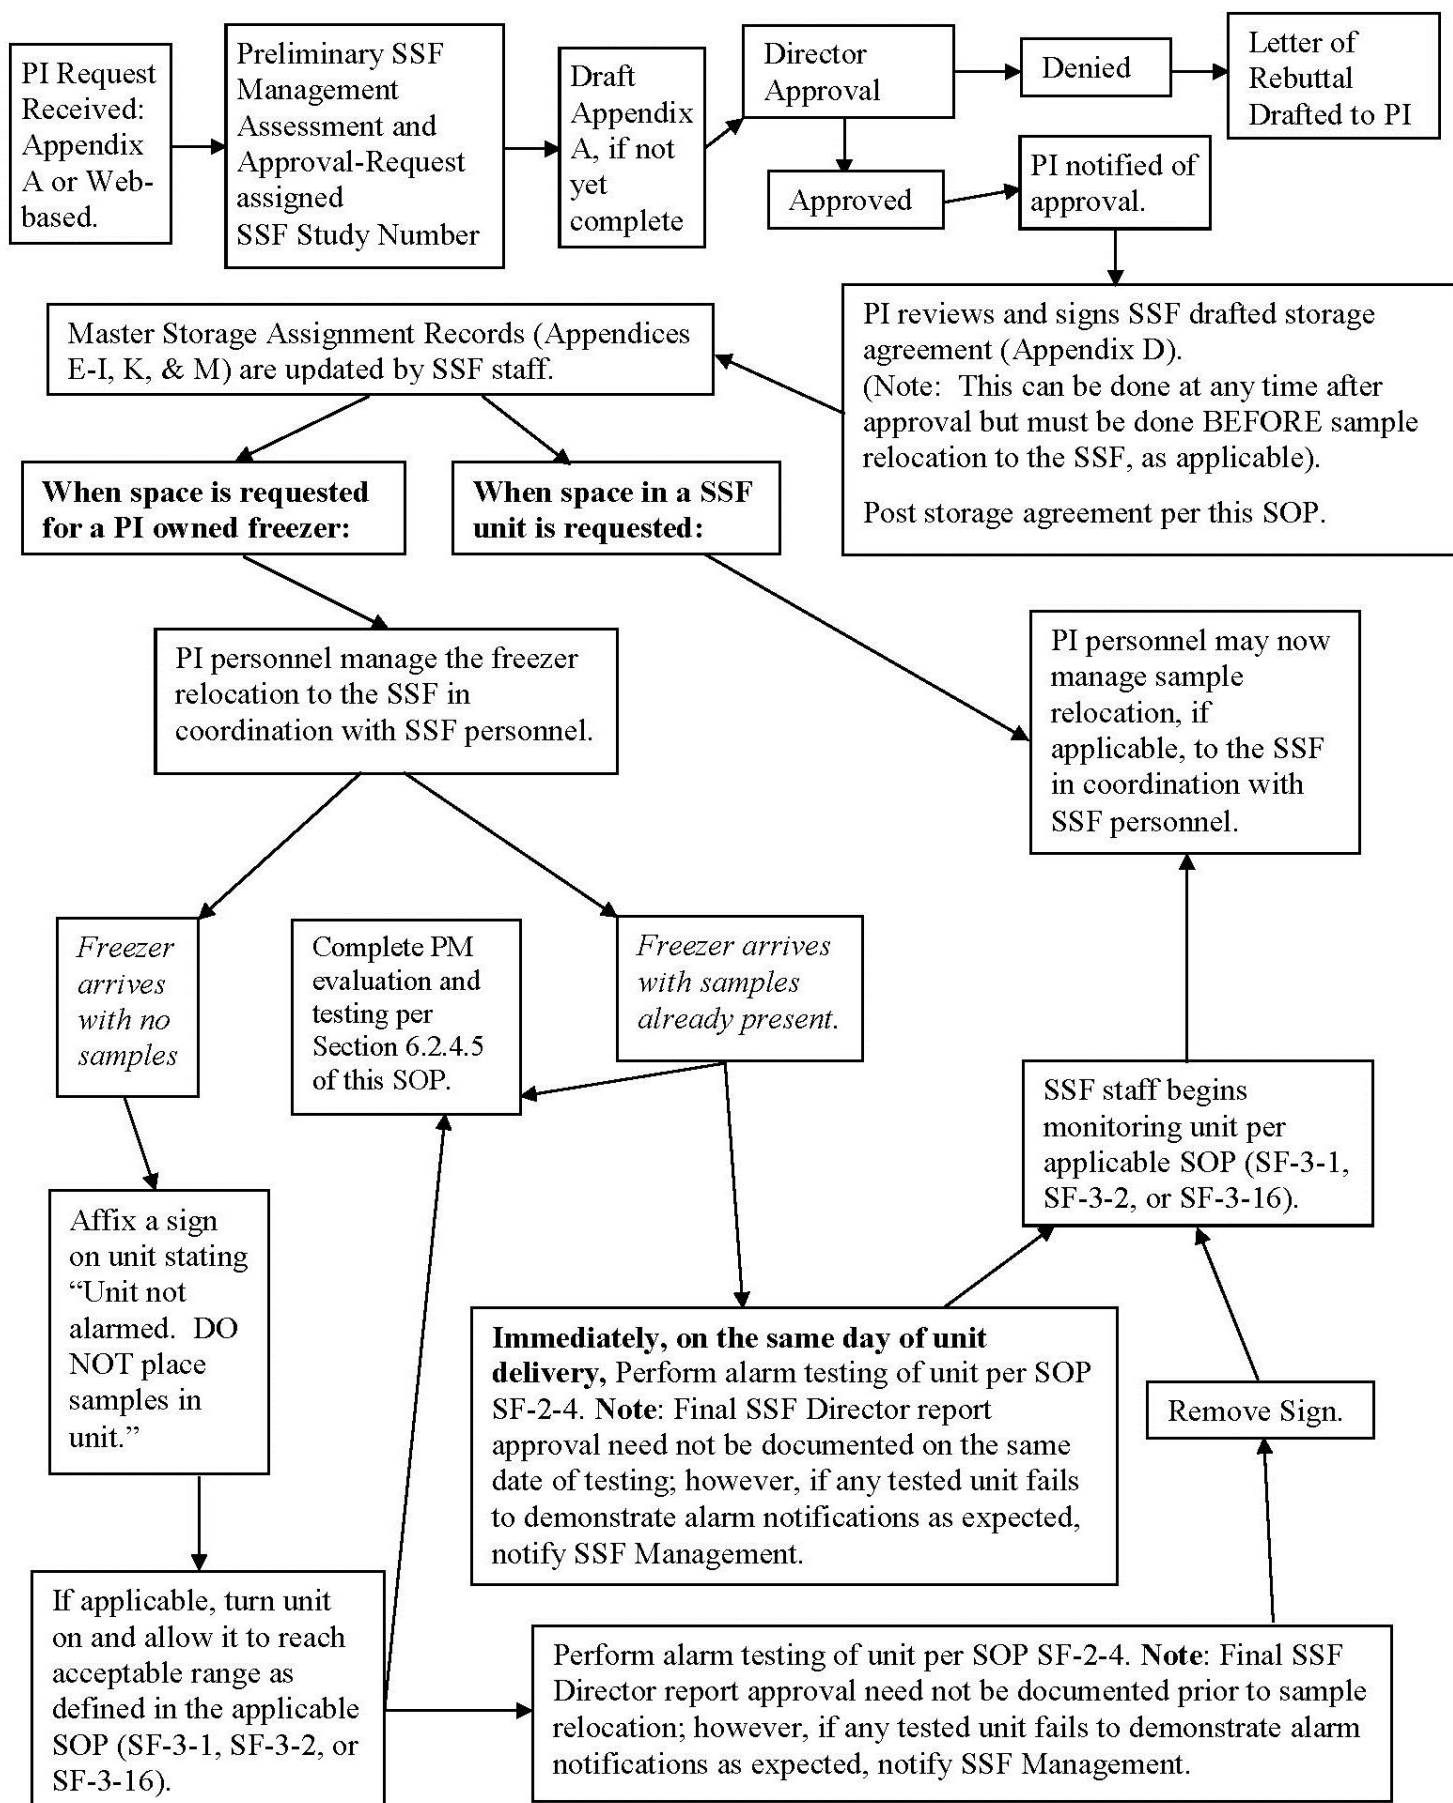 PI Request
Received:
Appendix
A or Web-
based.
Preliminary SSF
Management
Assessment and
Approval-Request
assigned
SSF Study Number
Draft
Appendix
A, if not
yet
complete
Director
Approval
Denied
Letter of
Rebuttal
Drafted to PI
Approved
PI notified of
approval.
PI reviews and signs SSF drafted storage
agreement (Appendix D).
(Note:  This can be done at any time after
approval but must be done BEFORE sample
relocation to the SSF, as applicable).
Post storage agreement per this SOP.
Master Storage Assignment Records (Appendices
E-I, K, & M) are updated by SSF staff.
When space is requested
for a PI owned freezer:
When space in a SSF
unit is requested:
PI personnel manage the freezer
relocation to the SSF in
coordination with SSF personnel.
PI personnel may now
manage sample
relocation, if
applicable, to the SSF
in coordination with
SSF personnel.
Freezer
arrives
with no
samples
Complete PM
evaluation and
testing per
Section 6.2.4.5
of this SOP.
Freezer arrives
with samples
already present.
SSF staff begins
monitoring unit per
applicable SOP (SF-3-1,
SF-3-2, or SF-3-16).
Affix a sign
on unit stating
“Unit not
alarmed.  DO
NOT place
samples in
unit.”
Immediately, on the same day of unit
delivery, Perform alarm testing of unit per SOP
SF-2-4. Note: Final SSF Director report
approval need not be documented on the same
date of testing; however, if any tested unit fails
to demonstrate alarm notifications as expected,
notify SSF Management.
Remove Sign.
If applicable, turn unit
on and allow it to reach
acceptable range as
defined in the applicable
SOP (SF-3-1, SF-3-2, or
SF-3-16).
Perform alarm testing of unit per SOP SF-2-4. Note: Final SSF
Director report approval need not be documented prior to sample
relocation; however, if any tested unit fails to demonstrate alarm
notifications as expected, notify SSF Management.